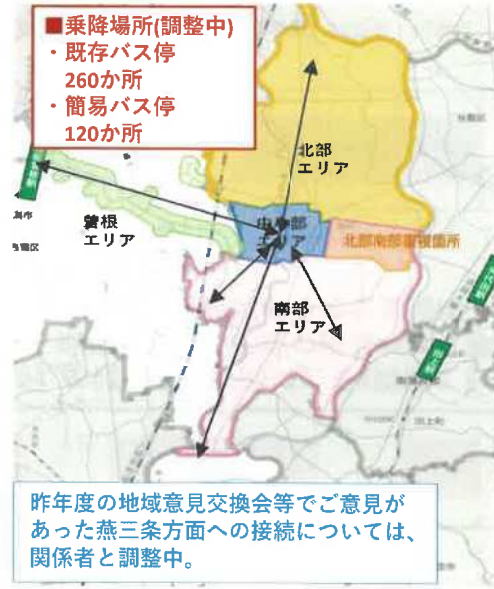 ■乗降場所(調整中)
・既存バス停
260か所
・簡易バス停
120か所
北部
エリア
曽根
エリア
中央部
エリア
北部南部重複箇所
南部
エリア
田上町
昨年度の地域意見交換会等でご意見が
あった燕三条方面への接続については、
関係者と調整中。